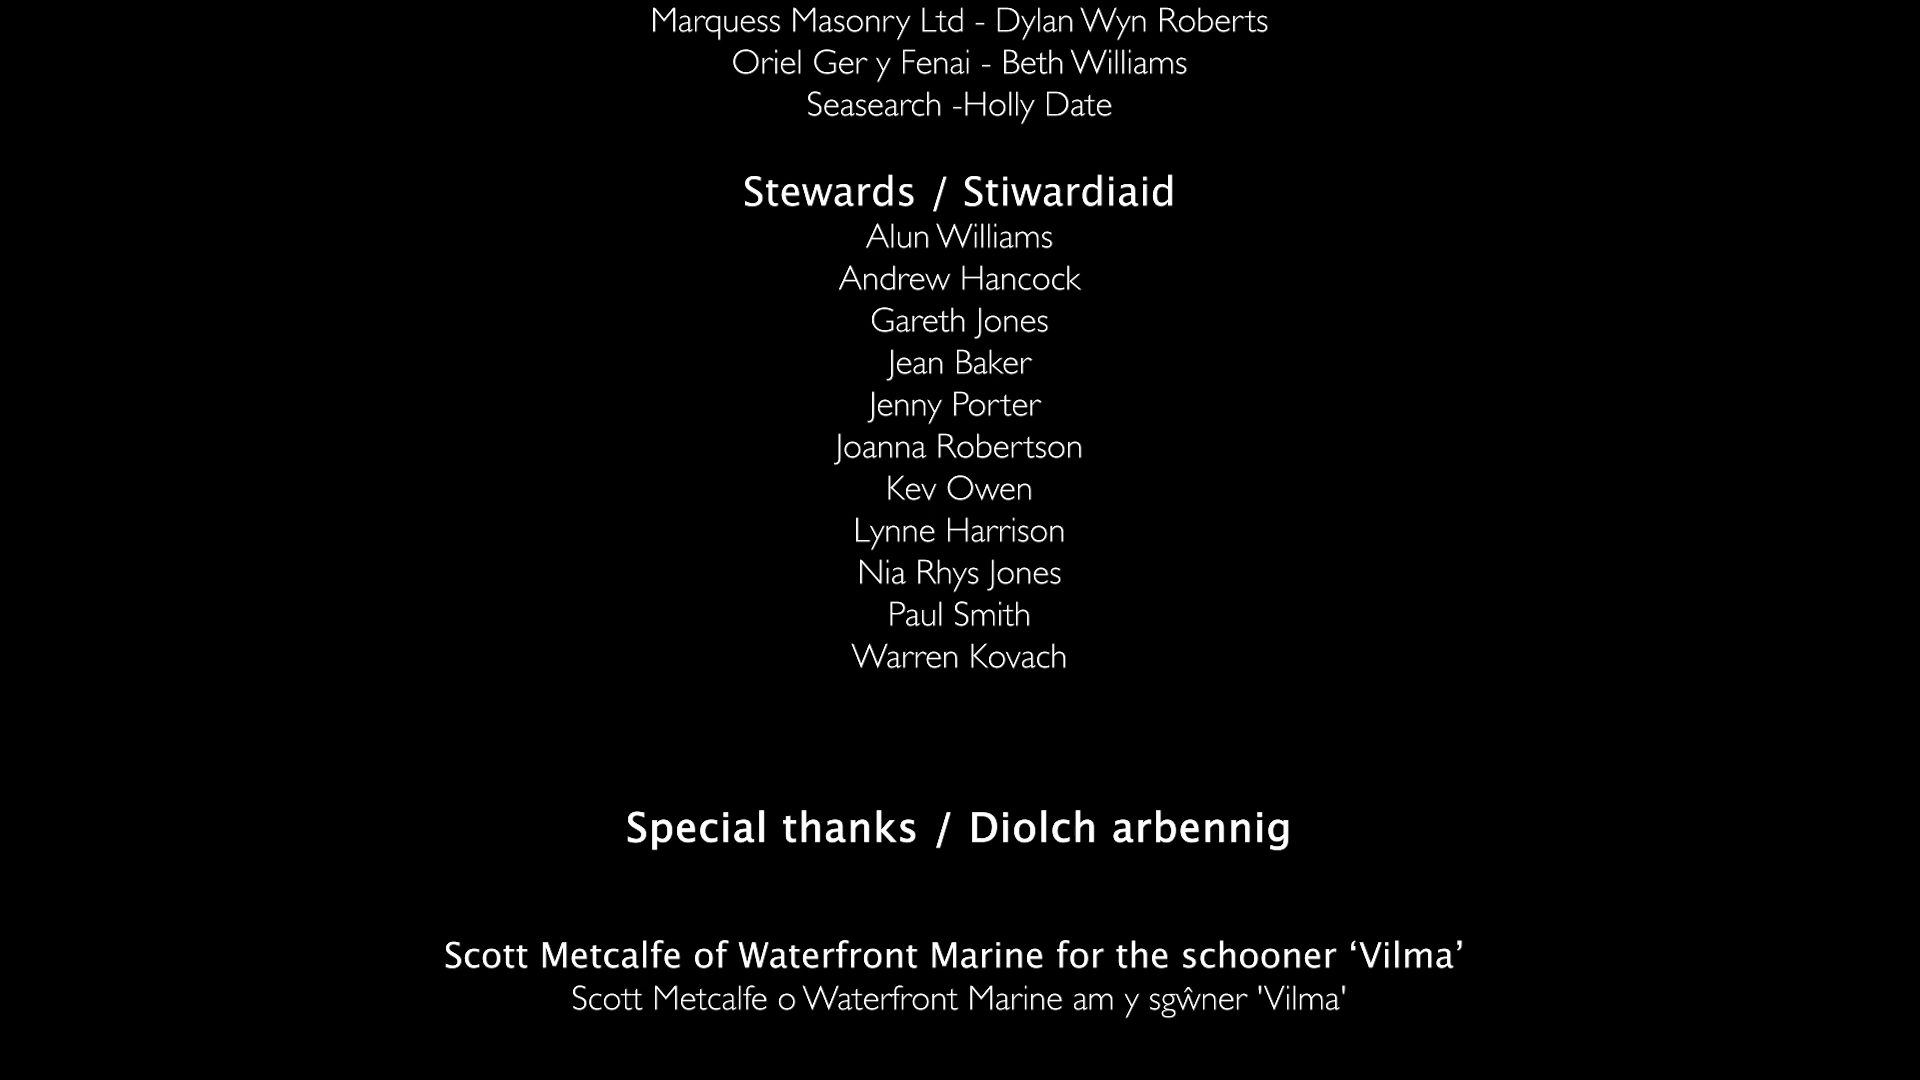 Marquess Masonry Ltd - Dylan Wyn Roberts
Oriel Ger y Fenai - Beth Williams
Seasearch -Holly Date
Stewards / Stiwardiaid
Alun Williams
Andrew Hancock
Gareth Jones
Jean Baker
Jenny Porter
Joanna Robertson
Kev Owen
Lynne Harrison
Nia Rhys Jones
Paul Smith
Warren Kovach
Special thanks / Diolch arbennig
Scott Metcalfe of Waterfront Marine for the schooner ‘Vilma’
Scott Metcalfe o Waterfront Marine am y sgŵner 'Vilma'